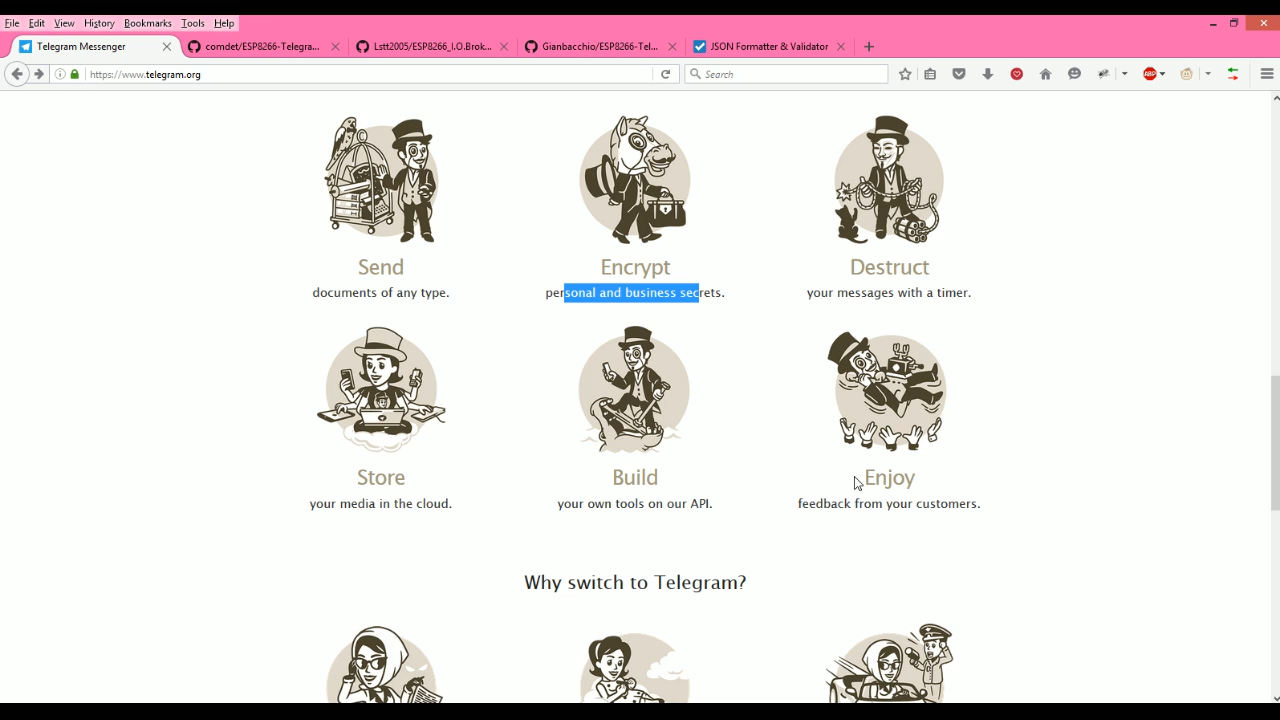 File Edit View History Bookmarks Tools Help
Telegram Messenger
comdet/ESP8266-Telegra...
Lstt2005/ESP8266_I.O.Brok...
Gianbacchio/ESP8266-Tel...
JSON Formatter & Validator
https://www.telegram.org
Search
ABP
Send
Encrypt
Destruct
documents of any type.
personal and business secrets.
your messages with a timer.
Store
Build
Enjoy
your media in the cloud.
your own tools on our API.
feedback from your customers.
Why switch to Telegram?